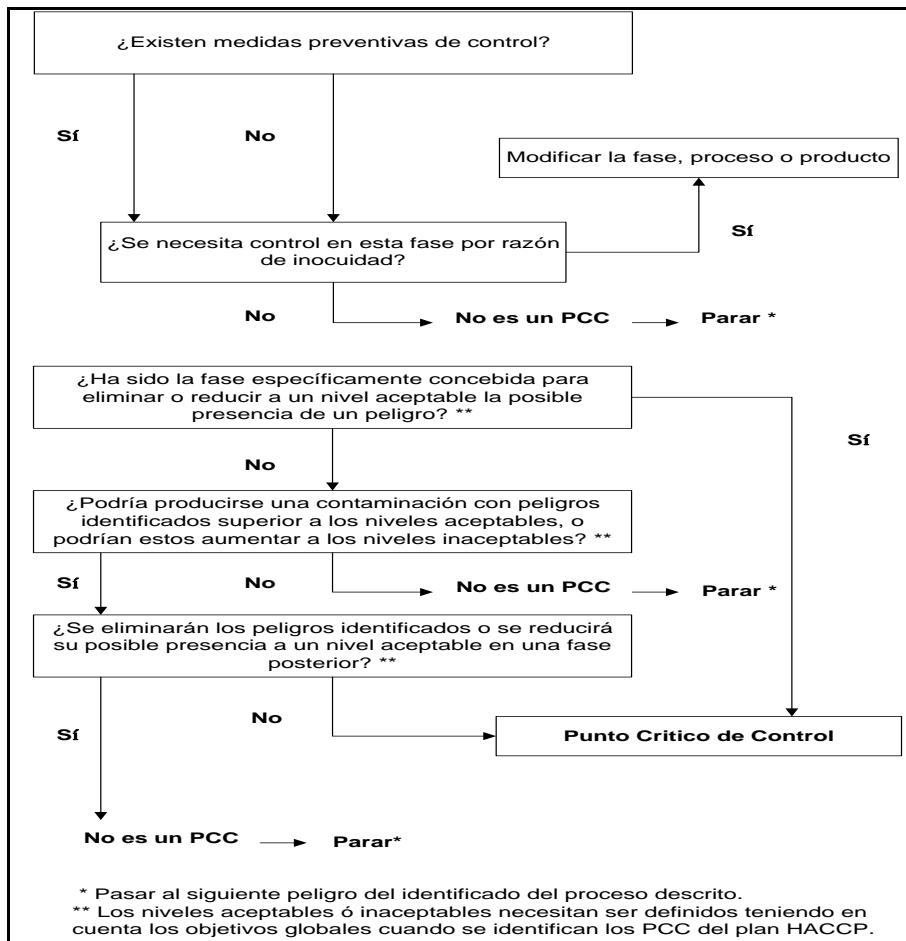 ¿Existen medidas preventivas de control?
Sí
No
Modificar la fase, proceso o producto
¿Se necesita control en esta fase por razón
de inocuidad?
Sí
No
No es un PCC
Parar *
¿Ha sido la fase específicamente concebida para
eliminar o reducir a un nivel aceptable la posible
presencia de un peligro? **
Sí
No
¿Podría producirse una contaminación con peligros
identificados superior a los niveles aceptables, o
podrían estos aumentar a los niveles inaceptables? **
Sí
No
No es un PCC
Parar *
¿Se eliminarán los peligros identificados o se reducirá
su posible presencia a un nivel aceptable en una fase
posterior? **
Sí
No
Punto Critico de Control
No es un PCC
Parar*
* Pasar al siguiente peligro del identificado del proceso descrito.
** Los niveles aceptables ó inaceptables necesitan ser definidos teniendo en
cuenta los objetivos globales cuando se identifican los PCC del plan HACCP.